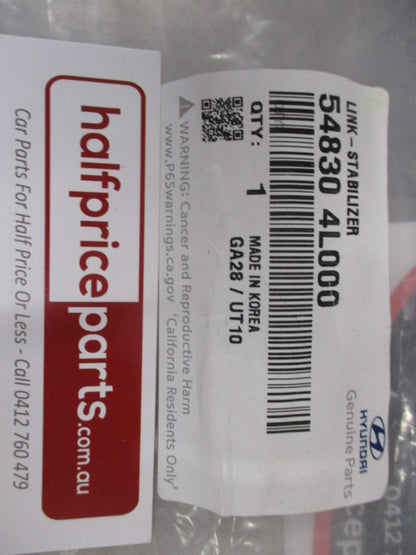 halfpriceparts.com.au
Car Parts For Half Price Or Less - Call 0412 760 479
HYUNDAI
Genuine Parts
LINK-STABILIZER
54830 4L000
QTY: 1
MADE IN KOREA
GA28 / UT10
WARNING: Cancer and Reproductive Harm
www.P65warnings.ca.gov 'California Residents Only'
0412